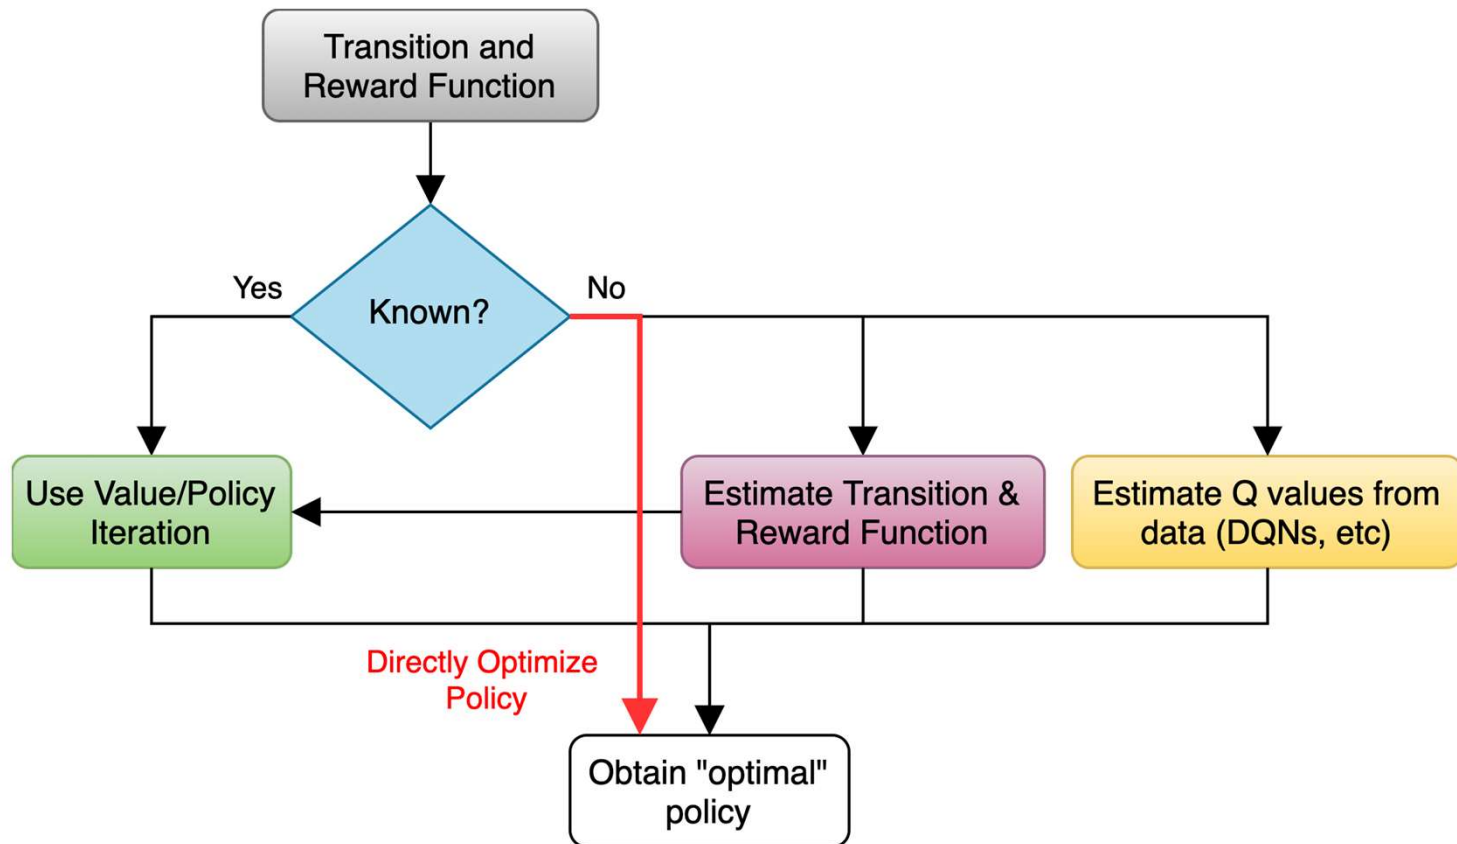 Transition and
Reward Function
Yes
Known?
No
Use Value/Policy
Iteration
Estimate Transition &
Reward Function
Estimate Q values from
data (DQNs, etc)
Directly Optimize
Policy
Obtain "optimal"
policy